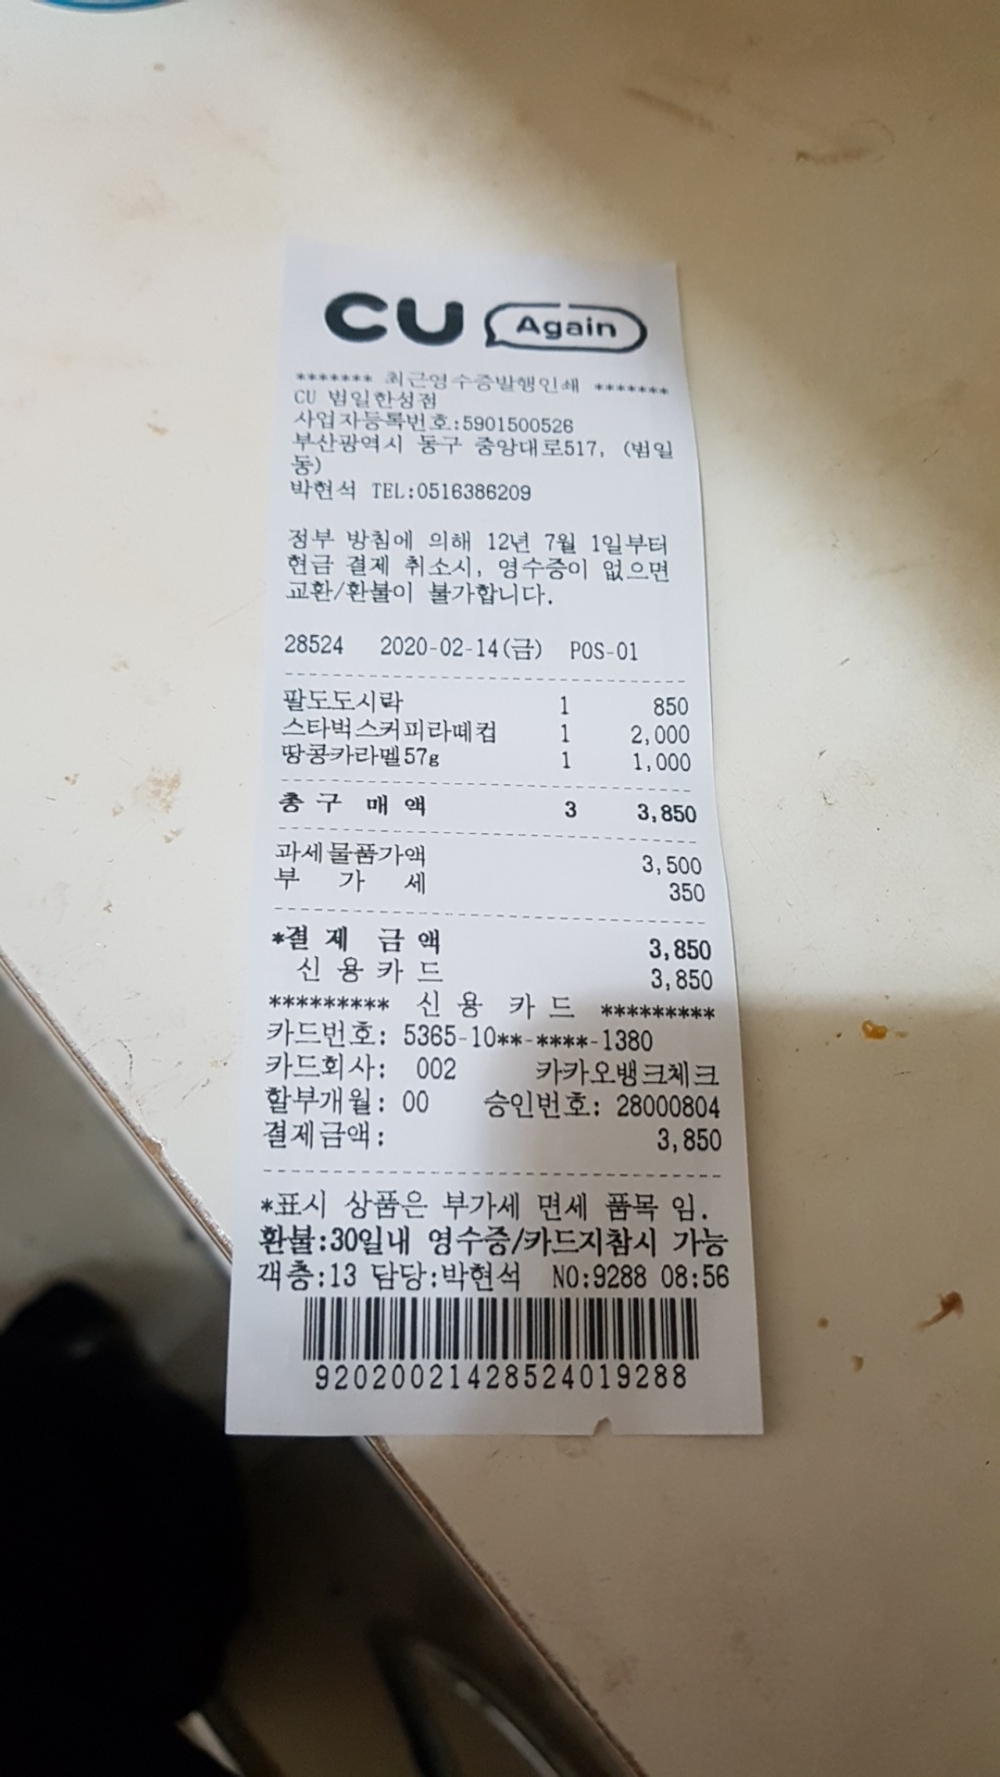 CU Again
******* 최근영수증발행인쇄 *******
CU 범일한성점
사업자등록번호:5901500526
부산광역시 동구 중앙대로517, (범일
동)
박현석 TEL:0516386209
정부 방침에 의해 12년 7월 1일부터
현금 결제 취소시, 영수증이 없으면
교환/환불이 불가합니다.
28524 2020-02-14(금) POS-01
팔도도시락 1 850
스타벅스커피라떼컵 1 2,000
땅콩카라멜57g 1 1,000
총 구 매 액 3 3,850
과세물품가액 3,500
부 가 세 350
*결 제 금 액 3,850
신 용 카 드 3,850
********* 신 용 카 드 *********
카드번호: 5365-10**-****-1380
카드회사: 002 카카오뱅크체크
할부개월: 00 승인번호: 28000804
결제금액: 3,850
*표시 상품은 부가세 면세 품목 임.
환불:30일내 영수증/카드지참시 가능
객층:13 담당:박현석 NO:9288 08:56
92020021428524019288